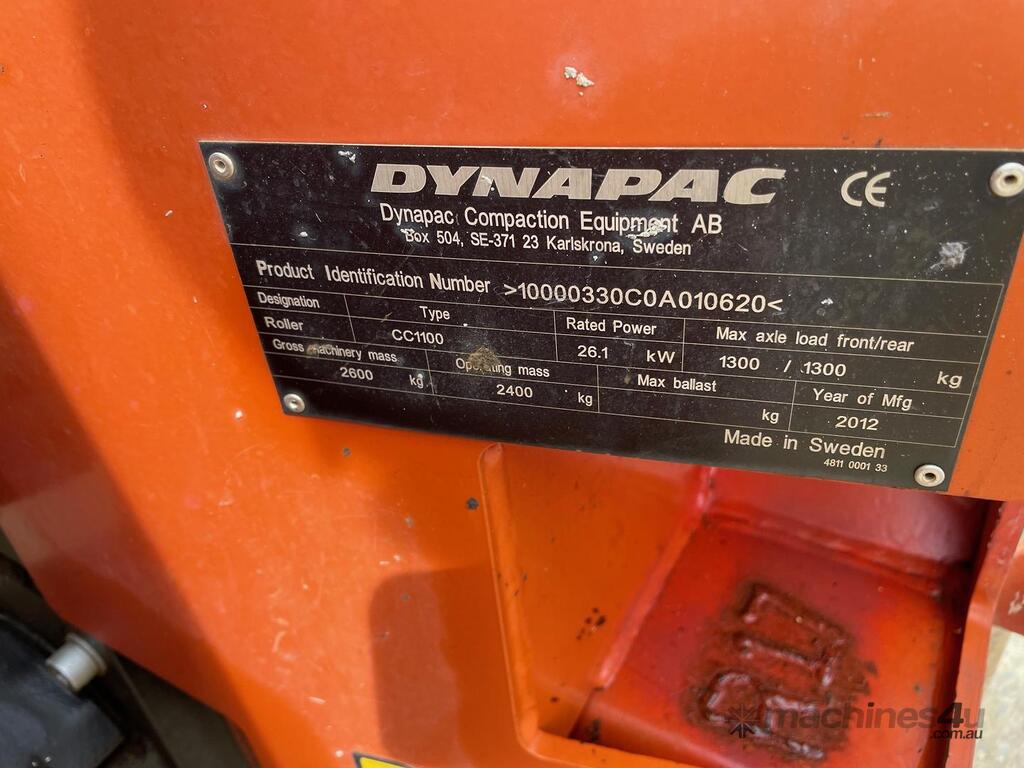 DYNAPAC CE
Dynapac Compaction Equipment AB
Box 504, SE-371 23 Karlskrona, Sweden
Product Identification Number >10000330C0A010620<
Designation Type Rated Power Max axle load front/rear
Roller CC1100 26.1 kW 1300 / 1300 kg
Gross machinery mass Operating mass Max ballast Year of Mfg
2600 kg 2400 kg kg 2012
Made in Sweden
4811 0001 33
machines4u
.com.au